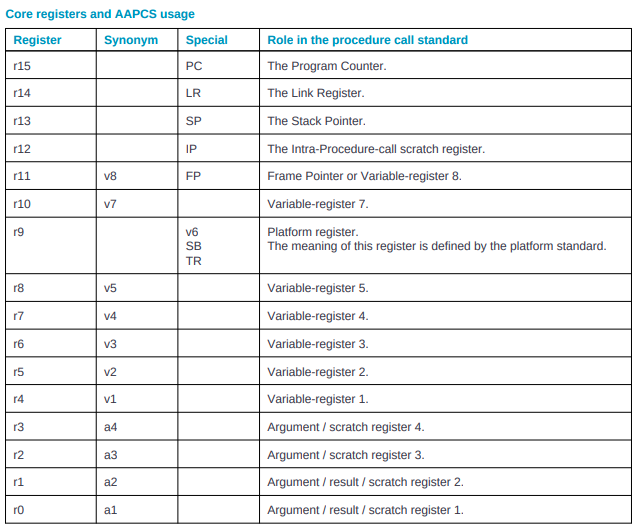 Core registers and AAPCS usage
Register Synonym Special Role in the procedure call standard
r15 PC The Program Counter.
r14 LR The Link Register.
r13 SP The Stack Pointer.
r12 IP The Intra-Procedure-call scratch register.
r11 v8 FP Frame Pointer or Variable-register 8.
r10 v7 Variable-register 7.
r9 v6 Platform register.
SB The meaning of this register is defined by the platform standard.
TR
r8 v5 Variable-register 5.
r7 v4 Variable-register 4.
r6 v3 Variable-register 3.
r5 v2 Variable-register 2.
r4 v1 Variable-register 1.
r3 a4 Argument / scratch register 4.
r2 a3 Argument / scratch register 3.
r1 a2 Argument / result / scratch register 2.
r0 a1 Argument / result / scratch register 1.